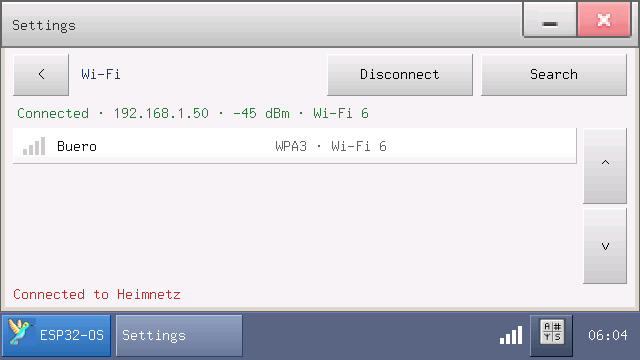 Settings
< Wi-Fi Disconnect Search
Connected · 192.168.1.50 · -45 dBm · Wi-Fi 6
Buero WPA3 · Wi-Fi 6
Connected to Heimnetz
ESP32-OS Settings A# TS 06:04